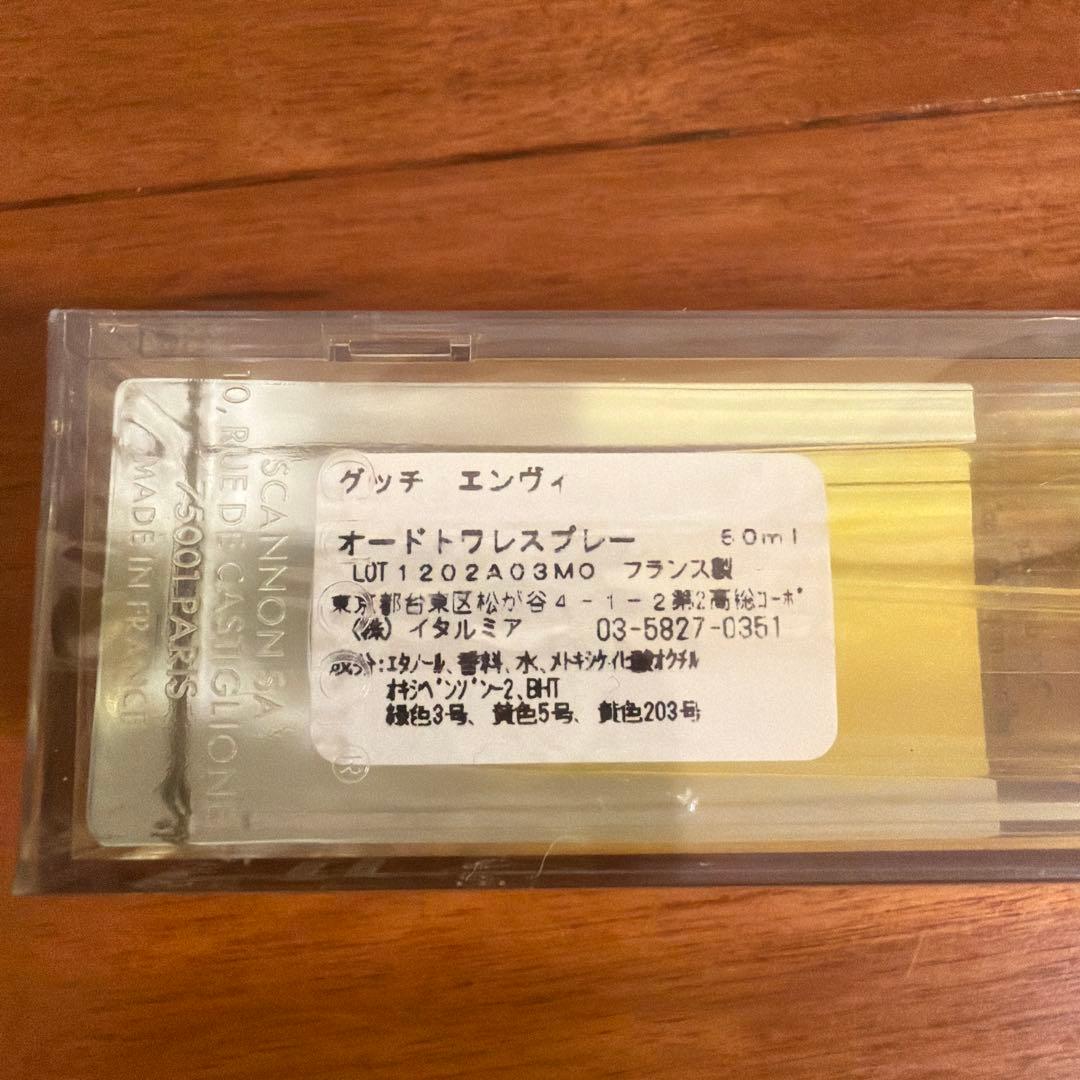 グッチ エンヴィ
オードトワレスプレー 50ml
LOT1202A03M0 フランス製
東京都台東区松が谷4-1-2第2高総コーポ
(株)イタルミア 03-5827-0351
成分:エタノール、香料、水、メトキシケイヒ酸オクチル
オキシベンゾン-2、BHT
緑色3号、黄色5号、黄色203号
®
SCANNON SA
10, RUE DE CASTIGLIONE
75001 PARIS
MADE IN FRANCE